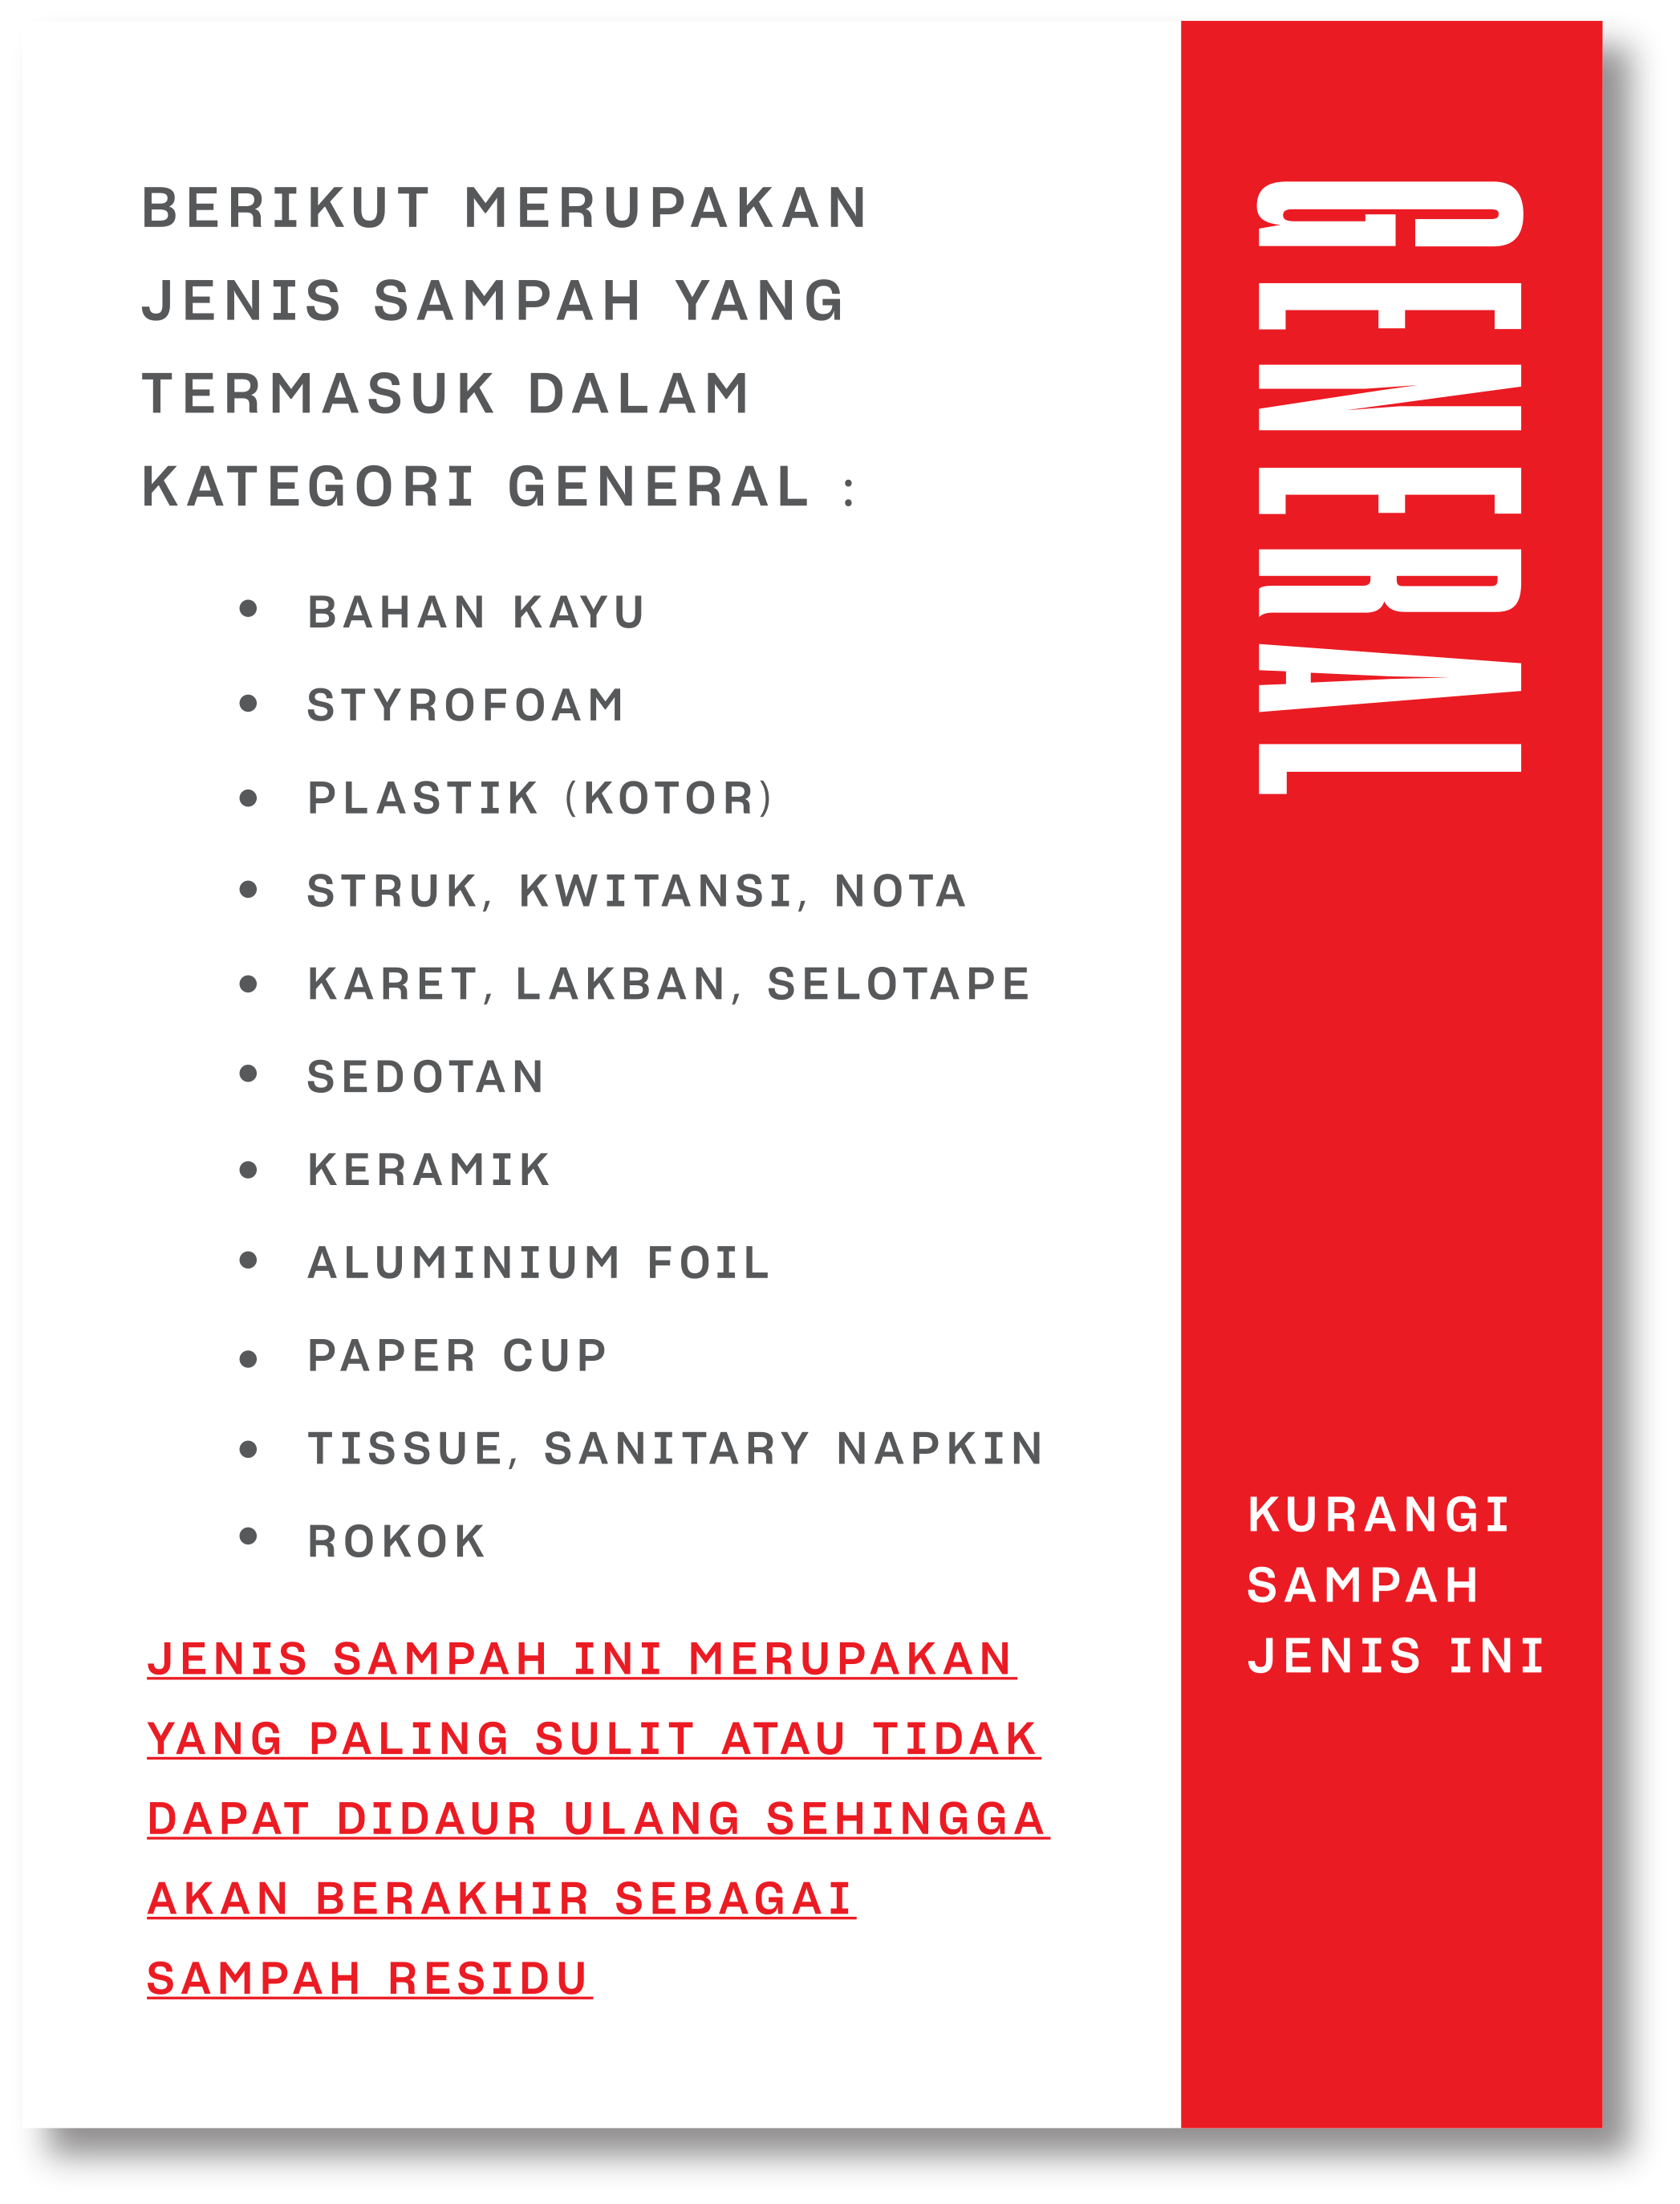 BERIKUT MERUPAKAN
JENIS SAMPAH YANG
TERMASUK DALAM
KATEGORI GENERAL :
• BAHAN KAYU
• STYROFOAM
• PLASTIK (KOTOR)
• STRUK, KWITANSI, NOTA
• KARET, LAKBAN, SELOTAPE
• SEDOTAN
• KERAMIK
• ALUMINIUM FOIL
• PAPER CUP
• TISSUE, SANITARY NAPKIN
• ROKOK
JENIS SAMPAH INI MERUPAKAN
YANG PALING SULIT ATAU TIDAK
DAPAT DIDAUR ULANG SEHINGGA
AKAN BERAKHIR SEBAGAI
SAMPAH RESIDU
GENERAL
KURANGI
SAMPAH
JENIS INI